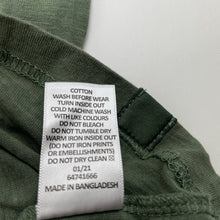 COTTON
WASH BEFORE WEAR
TURN INSIDE OUT
COLD MACHINE WASH
WITH LIKE COLOURS
DO NOT BLEACH
DO NOT TUMBLE DRY
WARM IRON INSIDE OUT
(DO NOT IRON PRINTS
OR EMBELLISHMENTS)
DO NOT DRYCLEAN
01/21
64741666
MADE IN BANGLADESH